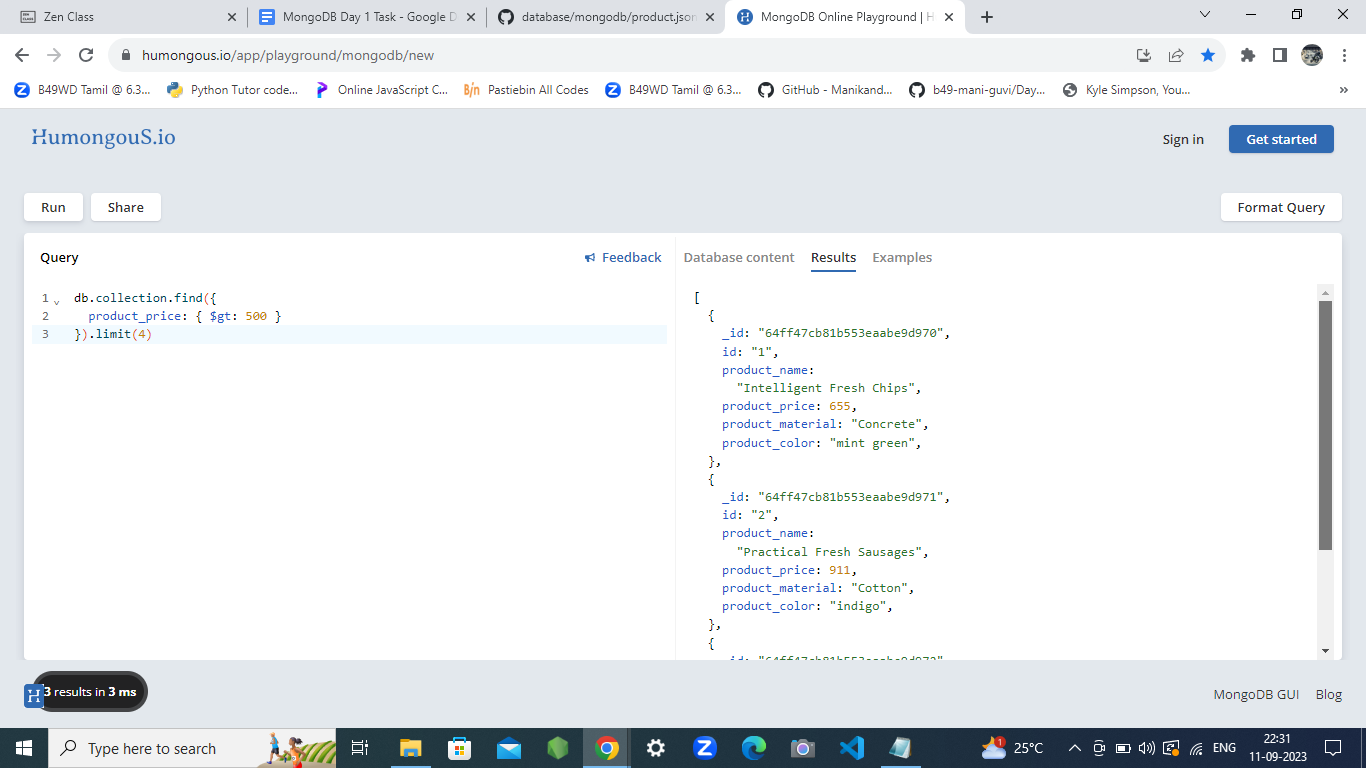 Zen Class
MongoDB Day 1 Task - Google D
database/mongodb/product.json
MongoDB Online Playground | H
humongous.io/app/playground/mongodb/new
B49WD Tamil @ 6.3...
Python Tutor code...
Online JavaScript C...
Pastiebin All Codes
B49WD Tamil @ 6.3...
GitHub - Manikand...
b49-mani-guvi/Day...
Kyle Simpson, You...
»
HumongouS.io
Sign in
Get started
Run
Share
Format Query
Query
Feedback
Database content
Results
Examples
1 db.collection.find({
2 product_price: { $gt: 500 }
3 }).limit(4)
[
{
_id: "64ff47cb81b553eaabe9d970",
id: "1",
product_name:
"Intelligent Fresh Chips",
product_price: 655,
product_material: "Concrete",
product_color: "mint green",
},
{
_id: "64ff47cb81b553eaabe9d971",
id: "2",
product_name:
"Practical Fresh Sausages",
product_price: 911,
product_material: "Cotton",
product_color: "indigo",
},
{
_id: "64ff47cb81b553eaabe9d972"
H
3 results in 3 ms
MongoDB GUI
Blog
Type here to search
1
25°C
ENG
22:31
11-09-2023